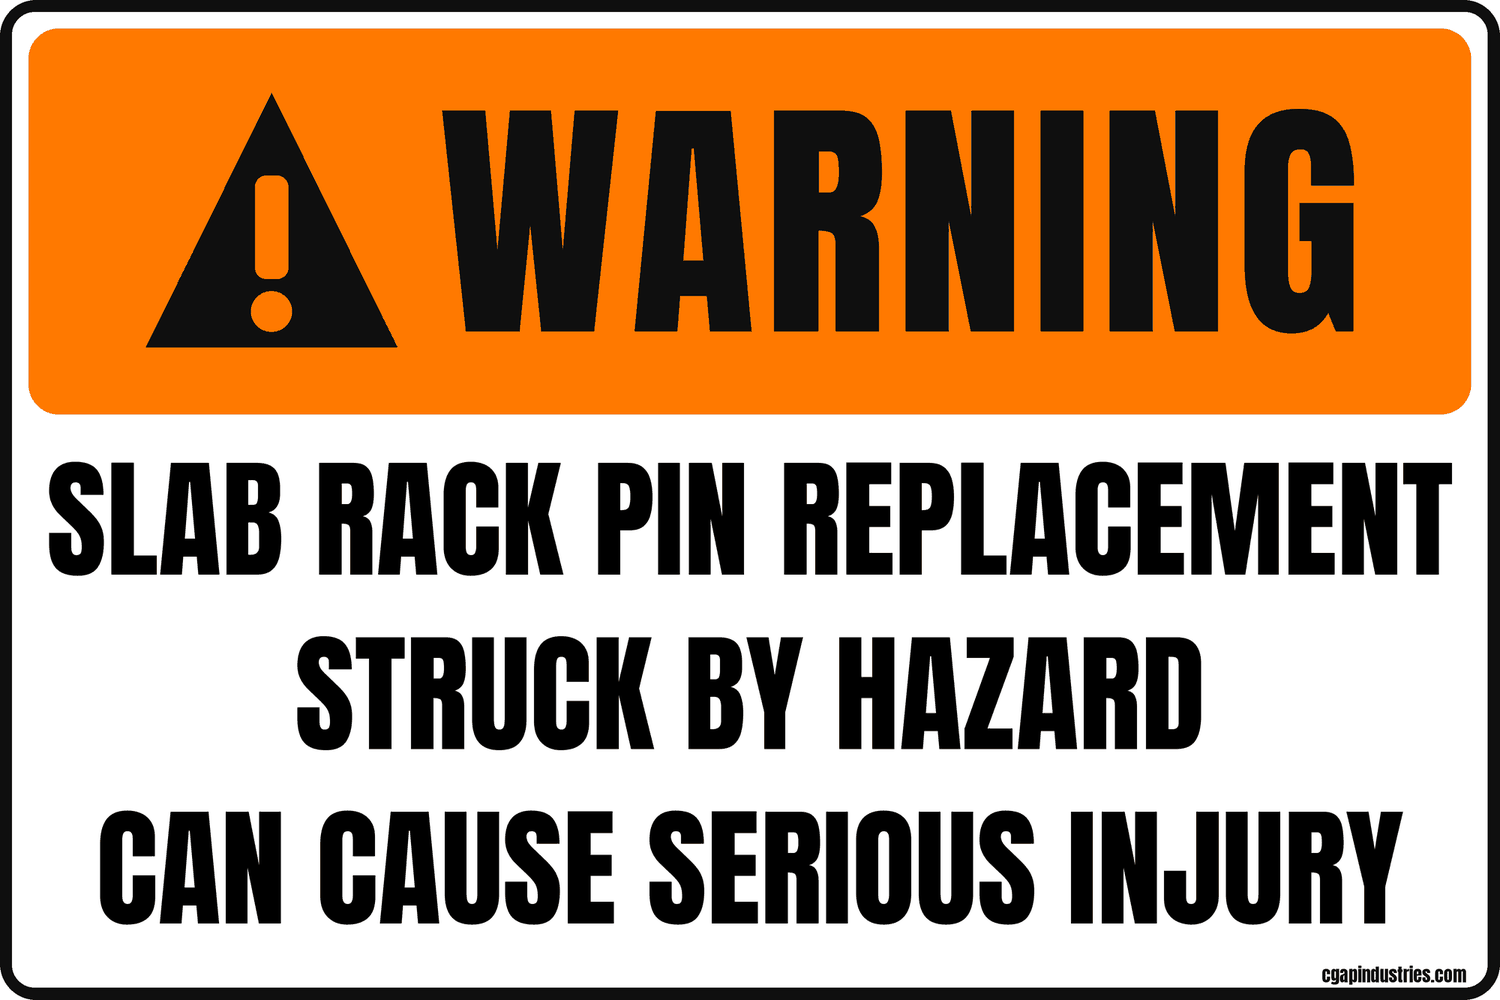 WARNING
SLAB RACK PIN REPLACEMENT
STRUCK BY HAZARD
CAN CAUSE SERIOUS INJURY
cgapindustries.com